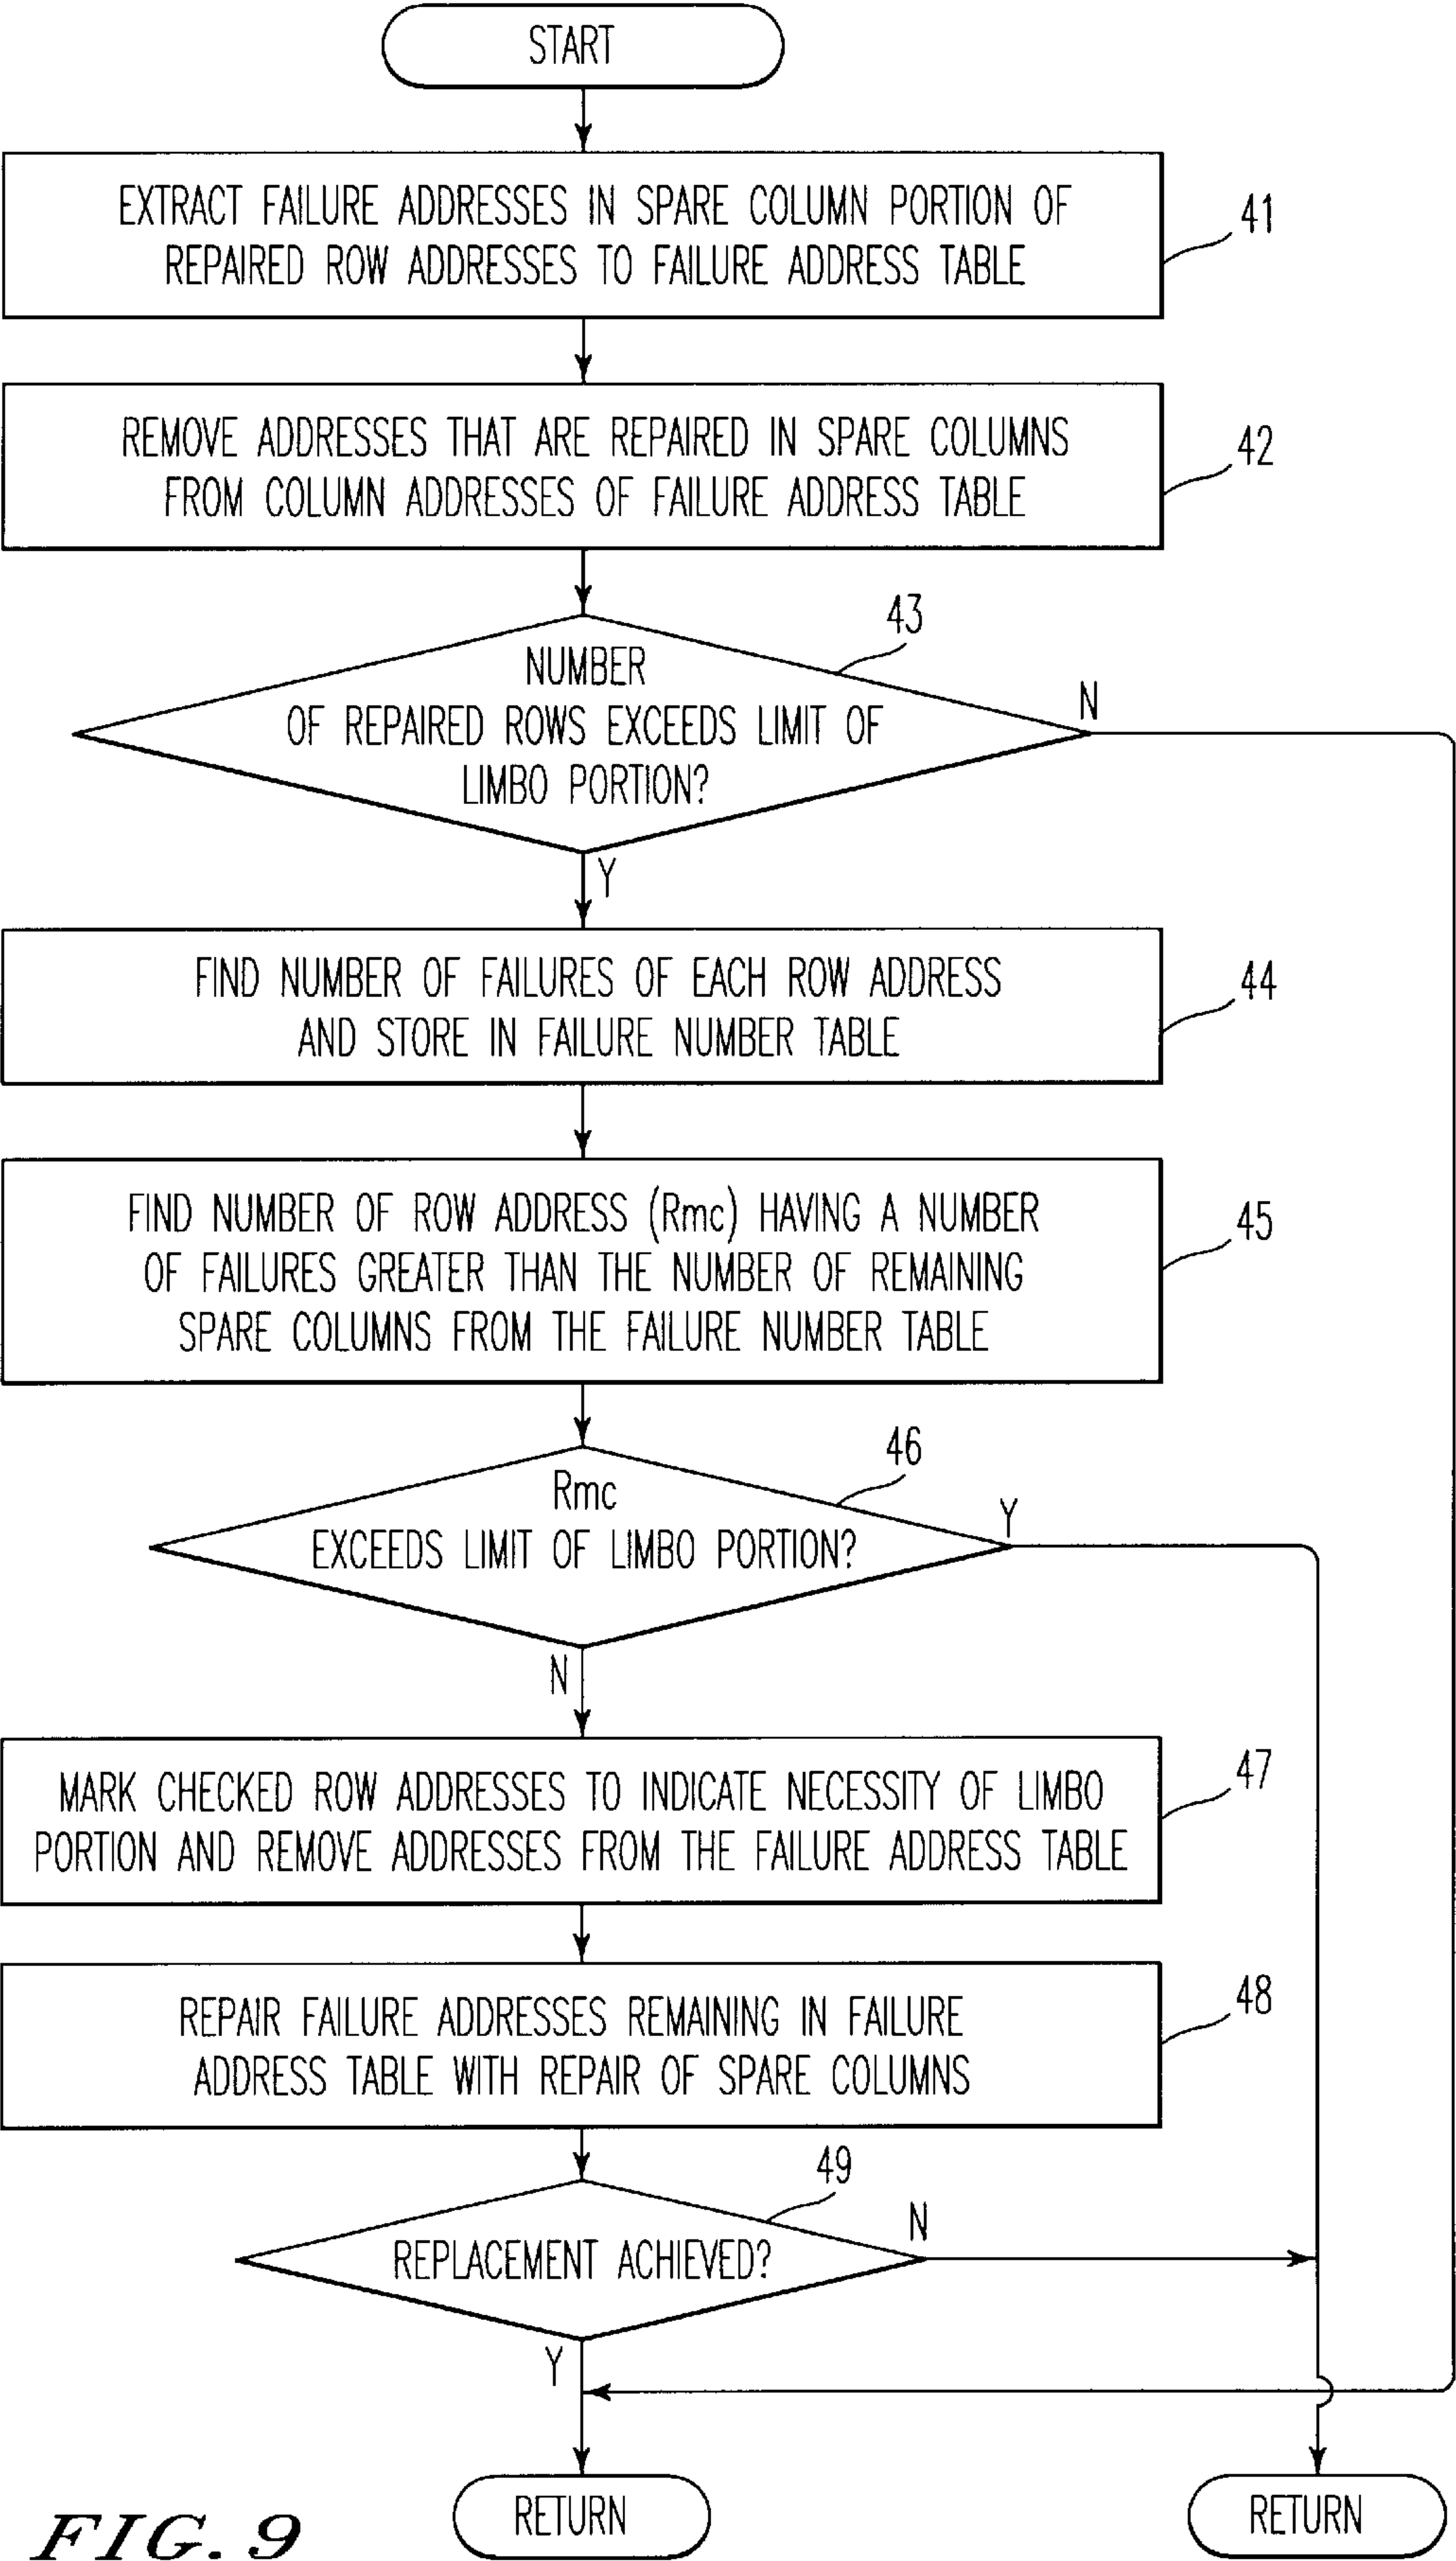 START
EXTRACT FAILURE ADDRESSES IN SPARE COLUMN PORTION OF
REPAIRED ROW ADDRESSES TO FAILURE ADDRESS TABLE
41
REMOVE ADDRESSES THAT ARE REPAIRED IN SPARE COLUMNS
FROM COLUMN ADDRESSES OF FAILURE ADDRESS TABLE
42
43
NUMBER
OF REPAIRED ROWS EXCEEDS LIMIT OF
LIMBO PORTION?
N
Y
FIND NUMBER OF FAILURES OF EACH ROW ADDRESS
AND STORE IN FAILURE NUMBER TABLE
44
FIND NUMBER OF ROW ADDRESS (Rmc) HAVING A NUMBER
OF FAILURES GREATER THAN THE NUMBER OF REMAINING
SPARE COLUMNS FROM THE FAILURE NUMBER TABLE
45
46
Rmc
EXCEEDS LIMIT OF LIMBO PORTION?
Y
N
MARK CHECKED ROW ADDRESSES TO INDICATE NECESSITY OF LIMBO
PORTION AND REMOVE ADDRESSES FROM THE FAILURE ADDRESS TABLE
47
REPAIR FAILURE ADDRESSES REMAINING IN FAILURE
ADDRESS TABLE WITH REPAIR OF SPARE COLUMNS
48
49
REPLACEMENT ACHIEVED?
N
Y
RETURN
RETURN
FIG. 9